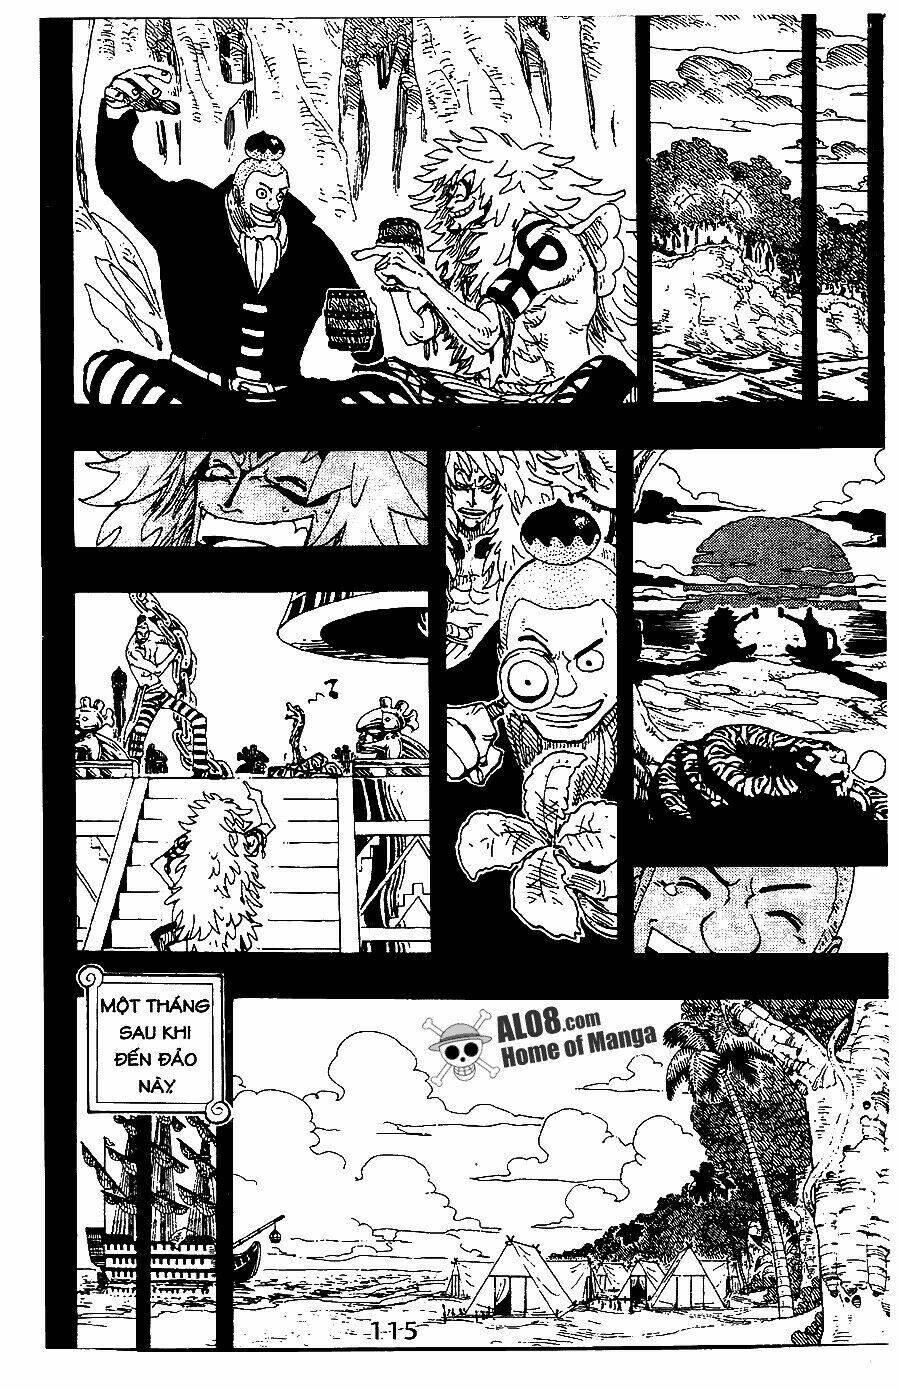 MỘT THÁNG
SAU KHI
ĐẾN ĐẢO
NÀY.
ALO8.com
Home of Manga
115